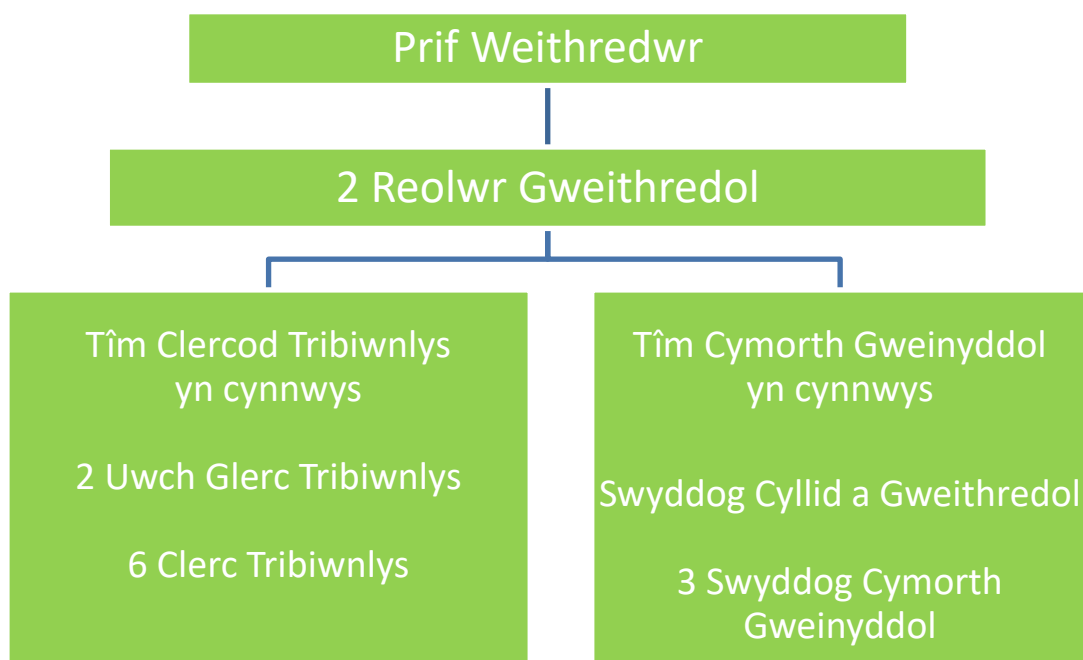 Prif Weithredwr
2 Reolwr Gweithredol
Tîm Clercod Tribiwnlys
yn cynnwys
2 Uwch Glerc Tribiwnlys
6 Clerc Tribiwnlys
Tîm Cymorth Gweinyddol
yn cynnwys
Swyddog Cyllid a Gweithredol
3 Swyddog Cymorth
Gweinyddol